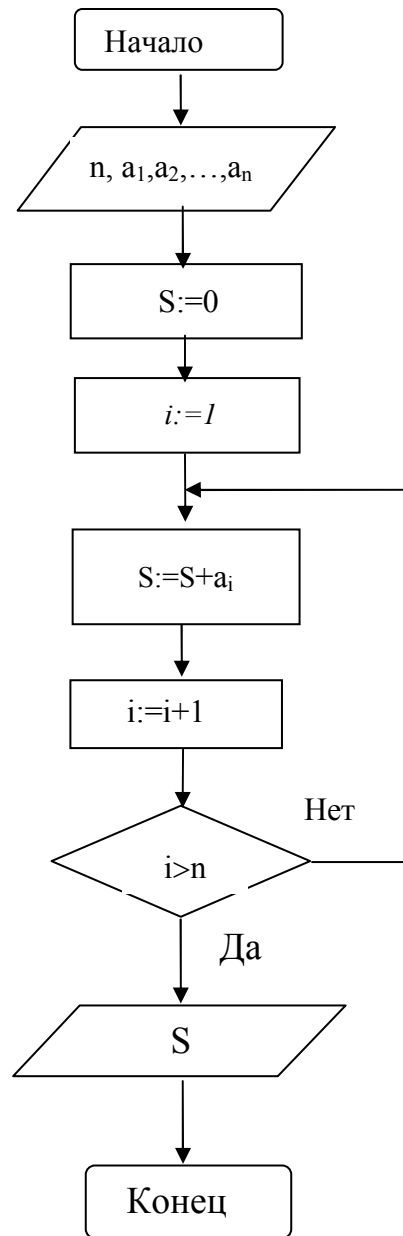 Начало
n, a₁,a₂,…,aₙ
S:=0
i:=1
S:=S+aᵢ
i:=i+1
Нет
i>n
Да
S
Конец